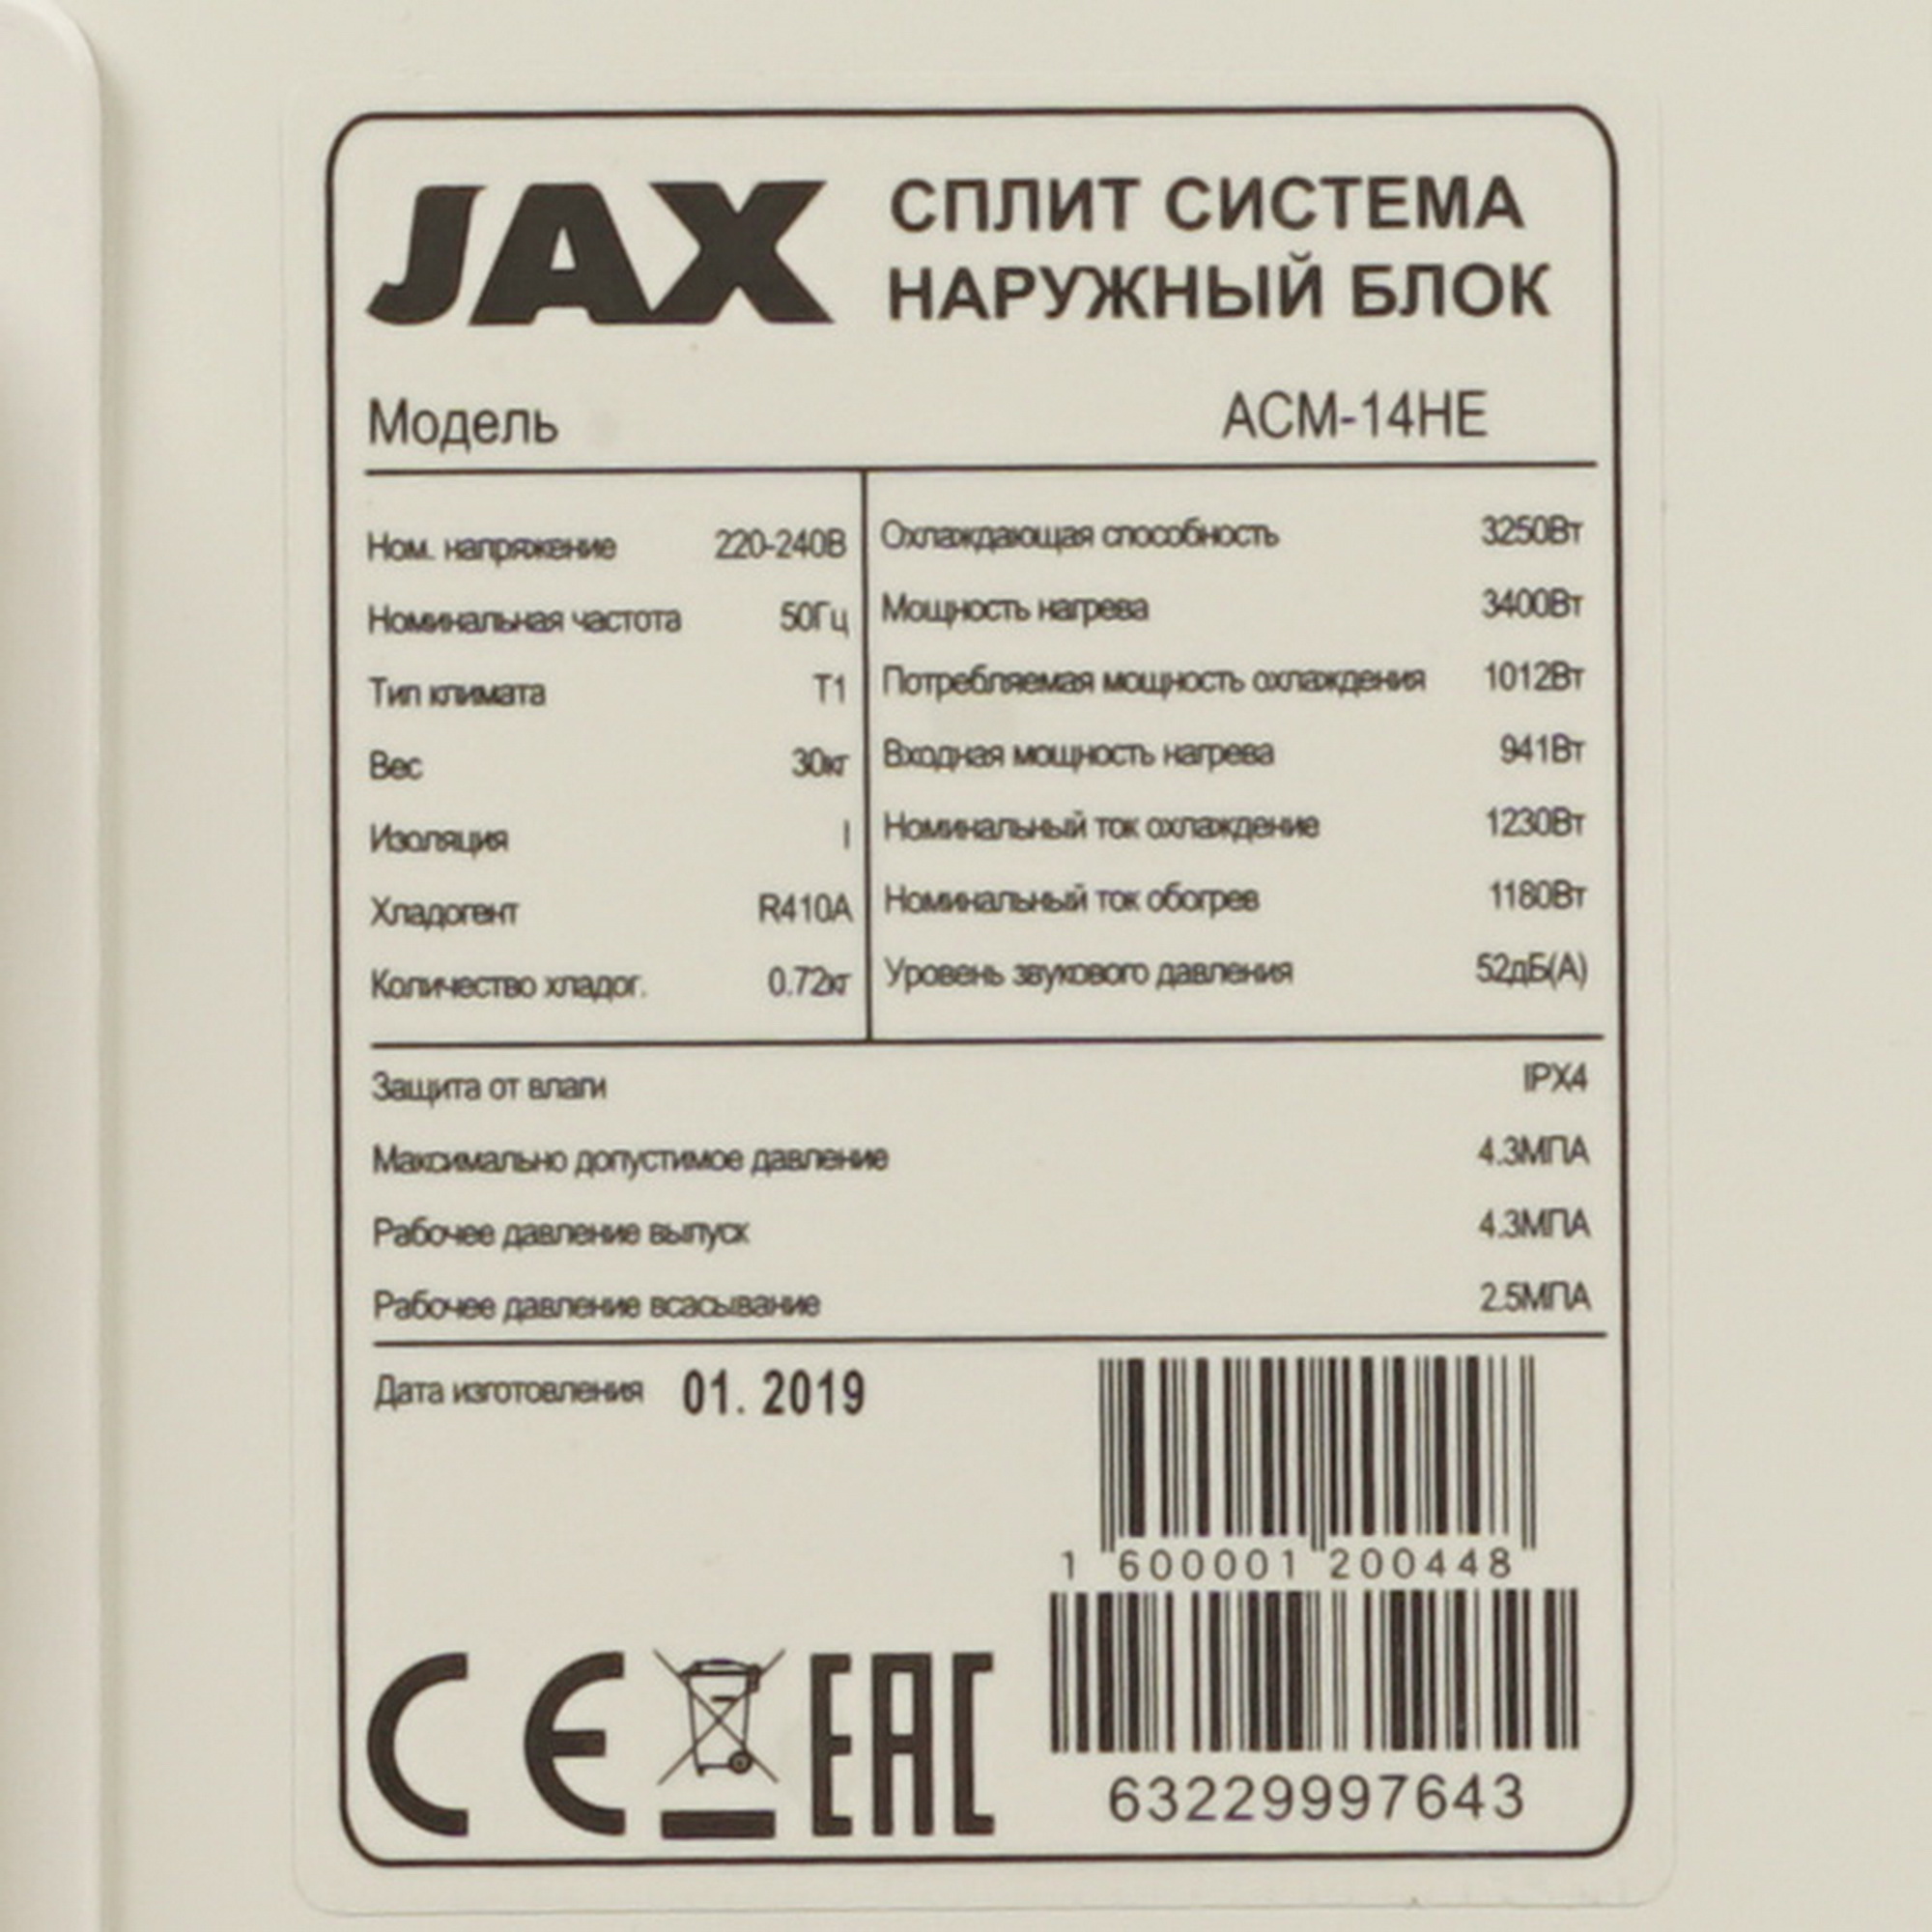 JAX СПЛИТ СИСТЕМА
НАРУЖНЫЙ БЛОК
Модель ACM-14HE
Ном. напряжение 220-240В
Номинальная частота 50Гц
Тип климата Т1
Вес 30кг
Изоляция I
Хладогент R410A
Количество хладог. 0.72кг
Охлаждающая способность 3250Вт
Мощность нагрева 3400Вт
Потребляемая мощность охлаждения 1012Вт
Входная мощность нагрева 941Вт
Номинальный ток охлаждение 1230Вт
Номинальный ток обогрев 1180Вт
Уровень звукового давления 52дБ(А)
Защита от влаги IPX4
Максимально допустимое давление 4.3МПА
Рабочее давление выпуск 4.3МПА
Рабочее давление всасывание 2.5МПА
Дата изготовления 01. 2019
1 600001 200448
CE EAC
63229997643